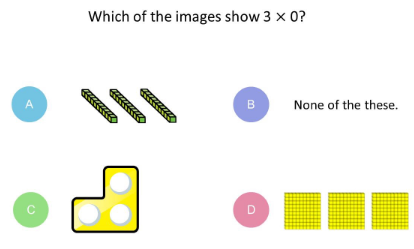 Which of the images show 3 × 0?
A
B
None of the these.
C
D